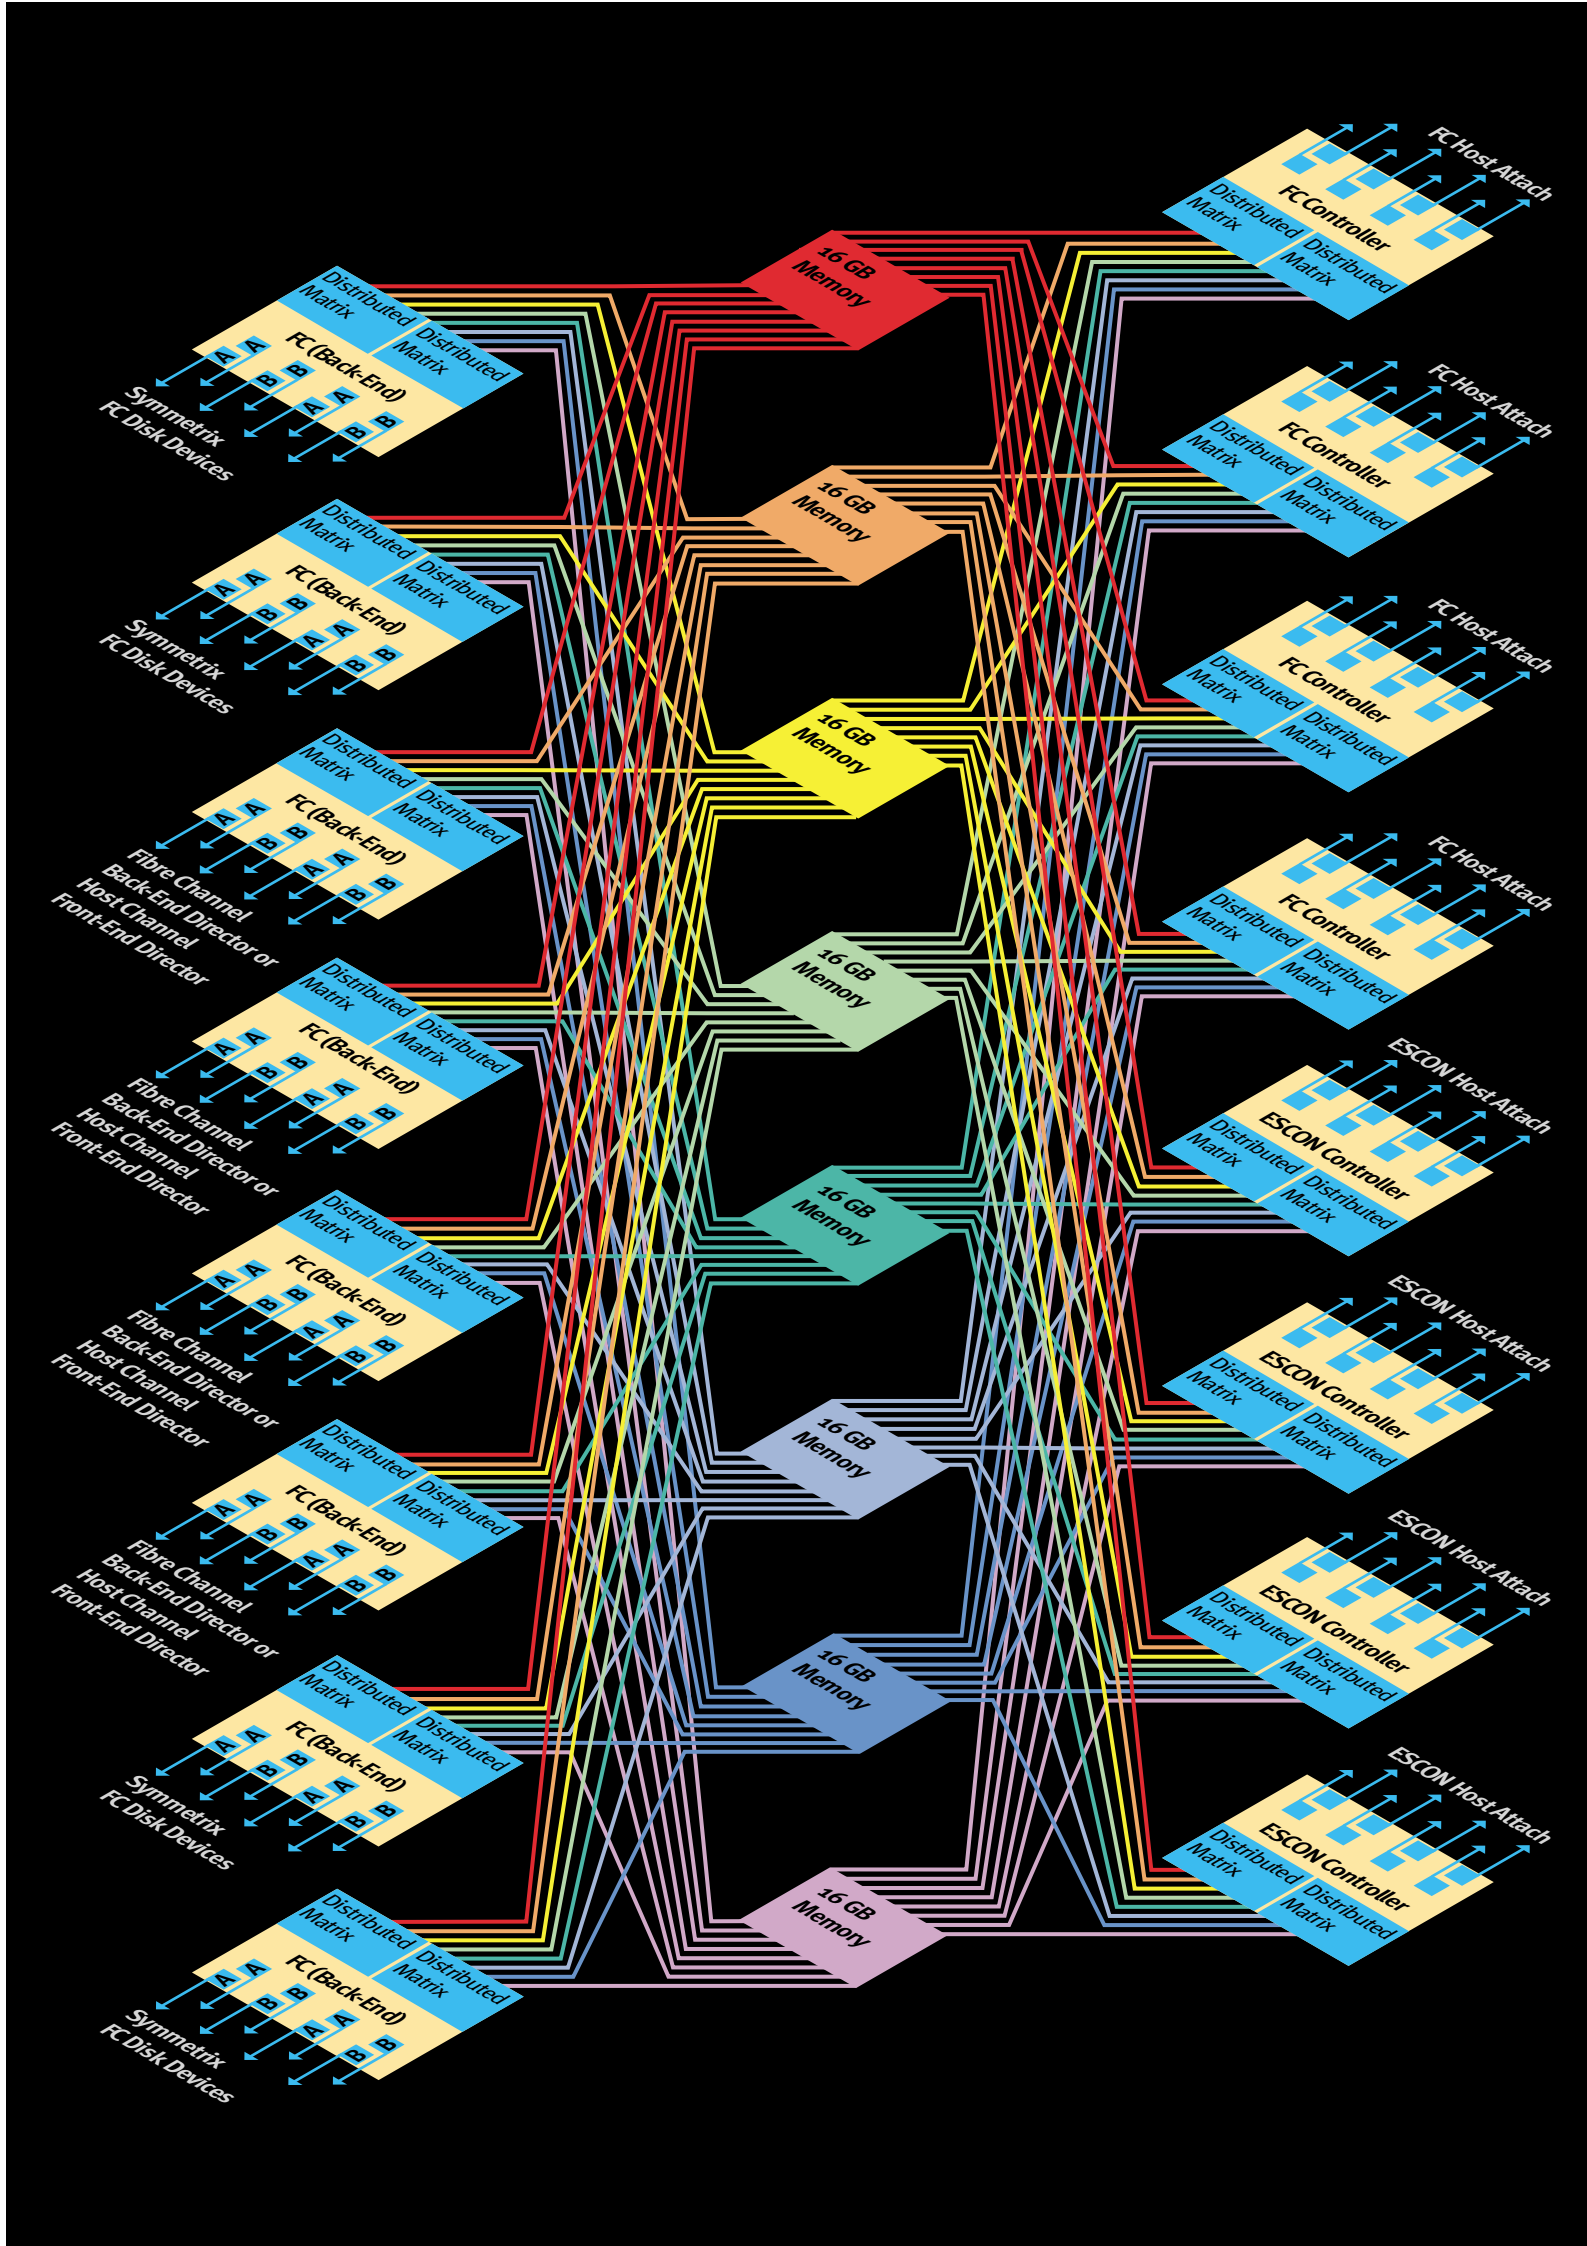 FC Host Attach
FC Controller
Distributed
Matrix
Distributed
Matrix
FC Host Attach
FC Controller
Distributed
Matrix
Distributed
Matrix
FC Host Attach
FC Controller
Distributed
Matrix
Distributed
Matrix
FC Host Attach
FC Controller
Distributed
Matrix
Distributed
Matrix
ESCON Host Attach
ESCON Controller
Distributed
Matrix
Distributed
Matrix
ESCON Host Attach
ESCON Controller
Distributed
Matrix
Distributed
Matrix
ESCON Host Attach
ESCON Controller
Distributed
Matrix
Distributed
Matrix
ESCON Host Attach
ESCON Controller
Distributed
Matrix
Distributed
Matrix
16 GB
Memory
16 GB
Memory
16 GB
Memory
16 GB
Memory
16 GB
Memory
16 GB
Memory
16 GB
Memory
16 GB
Memory
Distributed
Matrix
Distributed
Matrix
FC (Back-End)
A A B B A A B B
Symmetrix
FC Disk Devices
Distributed
Matrix
Distributed
Matrix
FC (Back-End)
A A B B A A B B
Symmetrix
FC Disk Devices
Distributed
Matrix
Distributed
Matrix
FC (Back-End)
A A B B A A B B
Fibre Channel
Back-End Director or
Host Channel
Front-End Director
Distributed
Matrix
Distributed
Matrix
FC (Back-End)
A A B B A A B B
Fibre Channel
Back-End Director or
Host Channel
Front-End Director
Distributed
Matrix
Distributed
Matrix
FC (Back-End)
A A B B A A B B
Fibre Channel
Back-End Director or
Host Channel
Front-End Director
Distributed
Matrix
Distributed
Matrix
FC (Back-End)
A A B B A A B B
Fibre Channel
Back-End Director or
Host Channel
Front-End Director
Distributed
Matrix
Distributed
Matrix
FC (Back-End)
A A B B A A B B
Symmetrix
FC Disk Devices
Distributed
Matrix
Distributed
Matrix
FC (Back-End)
A A B B A A B B
Symmetrix
FC Disk Devices